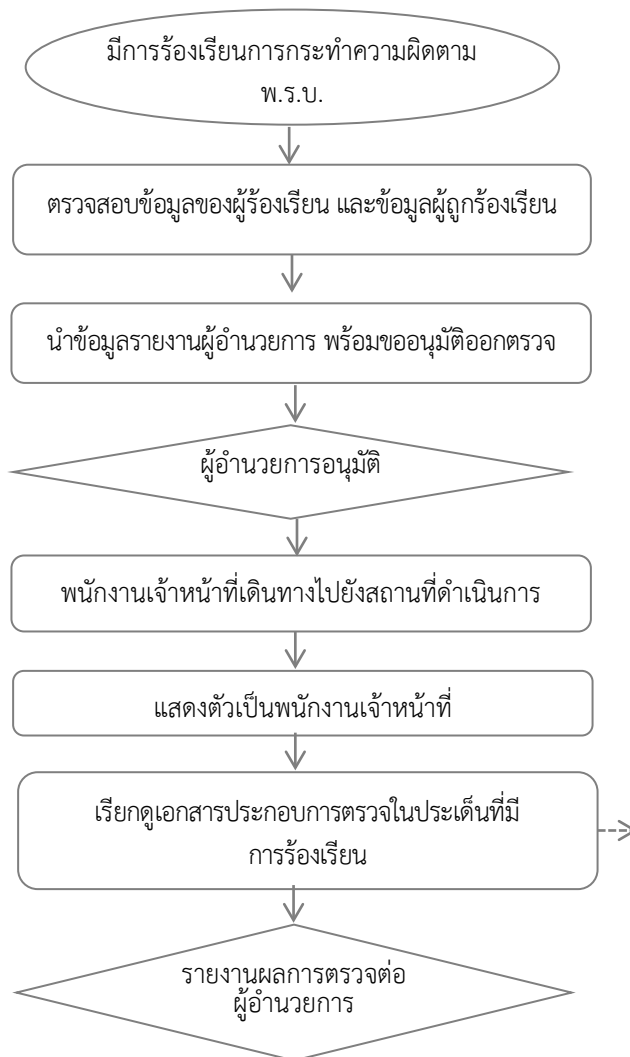 มีการร้องเรียนการกระทำความผิดตาม
พ.ร.บ.
ตรวจสอบข้อมูลของผู้ร้องเรียน และข้อมูลผู้ถูกร้องเรียน
นำข้อมูลรายงานผู้อำนวยการ พร้อมขออนุมัติออกตรวจ
ผู้อำนวยการอนุมัติ
พนักงานเจ้าหน้าที่เดินทางไปยังสถานที่ดำเนินการ
แสดงตัวเป็นพนักงานเจ้าหน้าที่
เรียกดูเอกสารประกอบการตรวจในประเด็นที่มี
การร้องเรียน
รายงานผลการตรวจต่อ
ผู้อำนวยการ